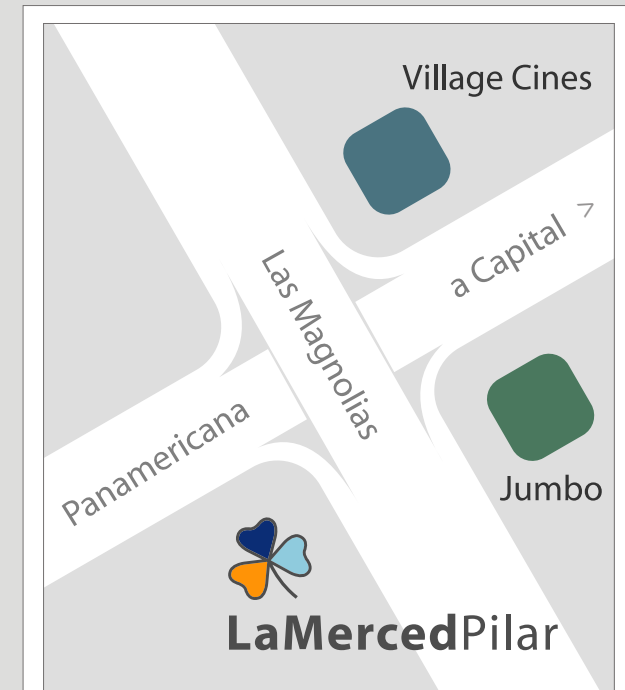 Village Cines
a Capital >
Las Magnolias
Panamericana
Jumbo
LaMercedPilar